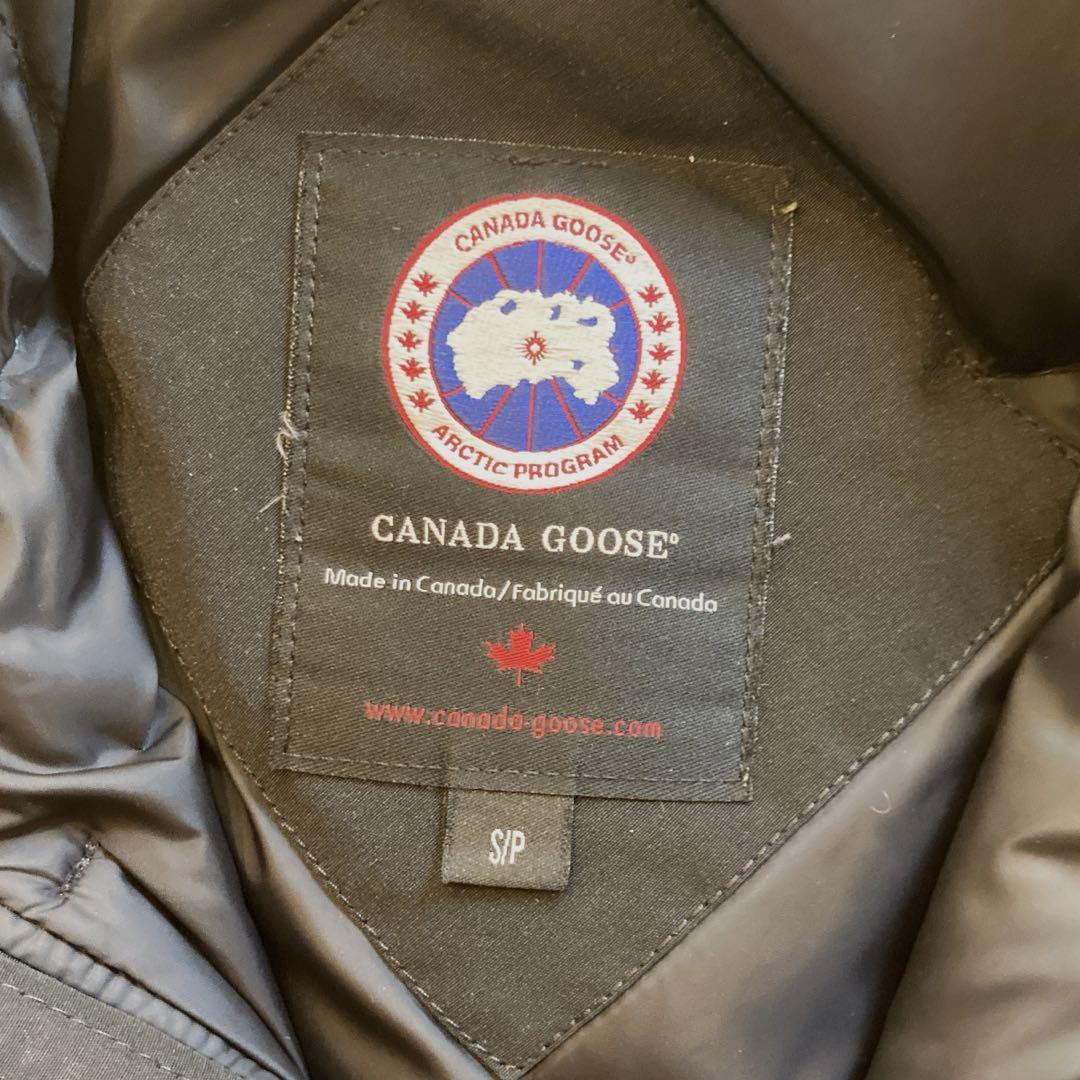 CANADA GOOSE®
ARCTIC PROGRAM
CANADA GOOSE®
Made in Canada/Fabriqué au Canada
www.canada-goose.com
S/P